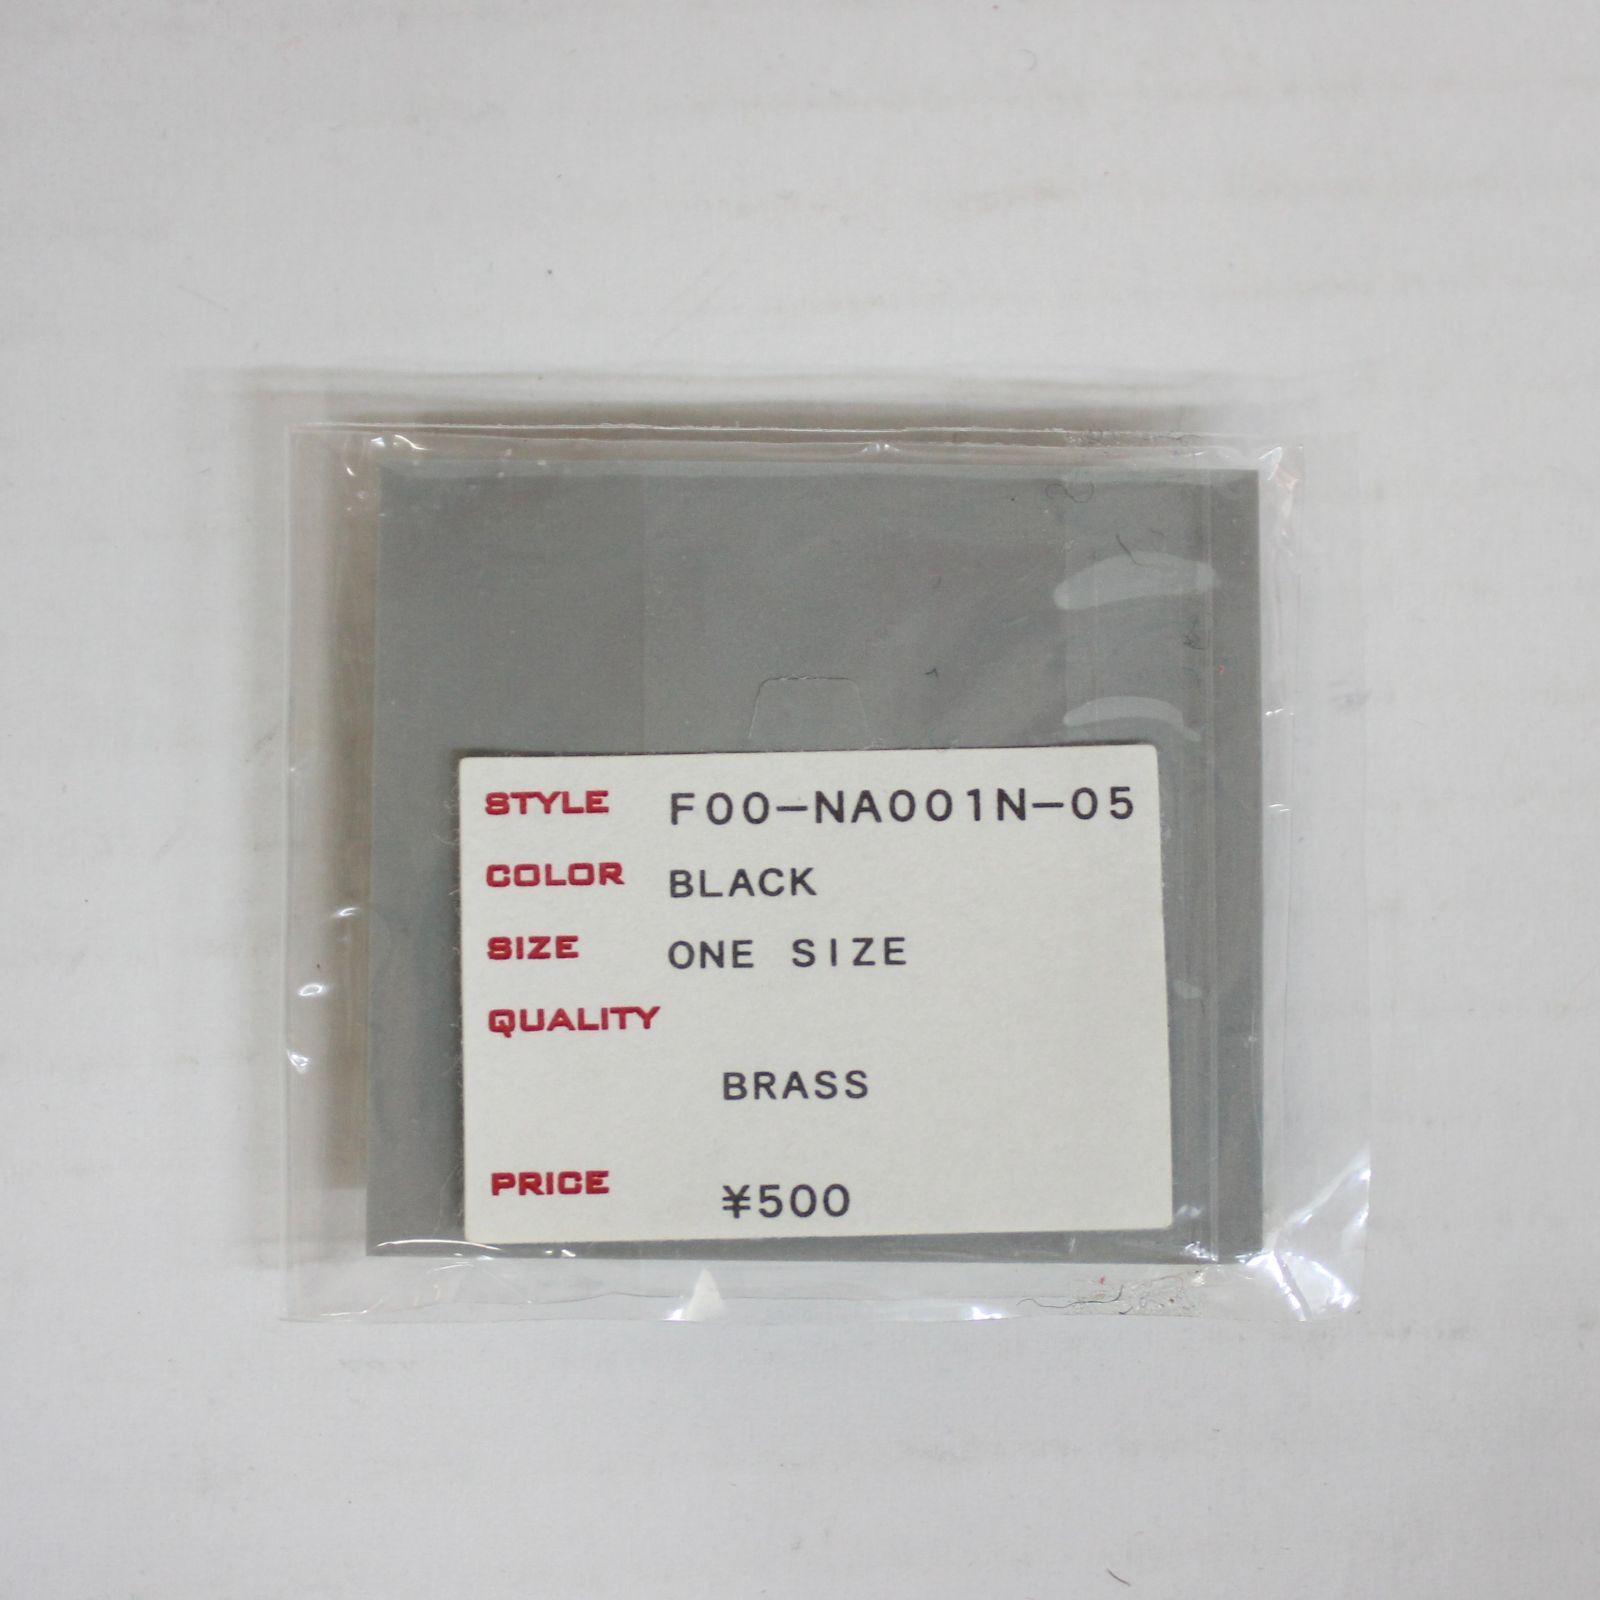 STYLE F00-NA001N-05
COLOR BLACK
SIZE ONE SIZE
QUALITY
BRASS
PRICE ¥500